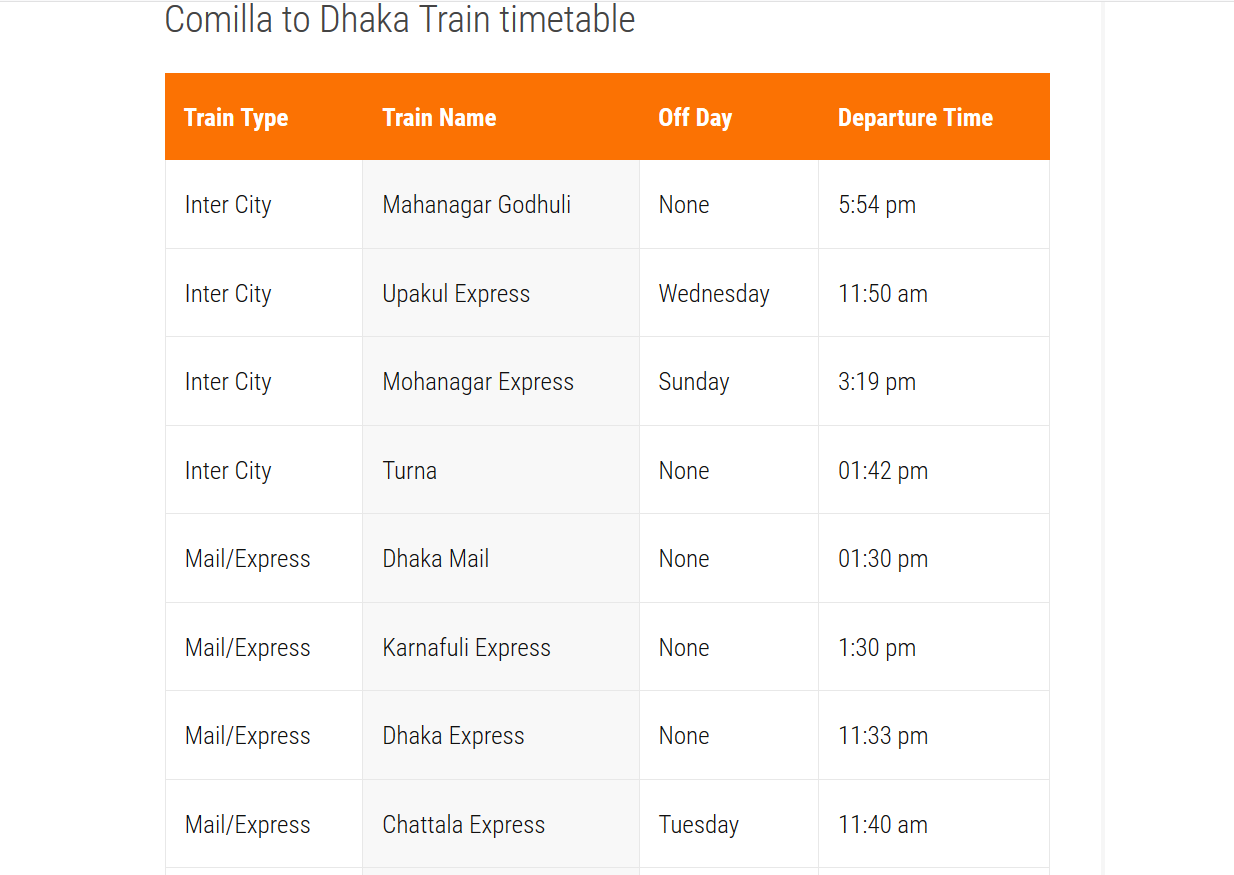 Comilla to Dhaka Train timetable
Train Type Train Name Off Day Departure Time
Inter City Mahanagar Godhuli None 5:54 pm
Inter City Upakul Express Wednesday 11:50 am
Inter City Mohanagar Express Sunday 3:19 pm
Inter City Turna None 01:42 pm
Mail/Express Dhaka Mail None 01:30 pm
Mail/Express Karnafuli Express None 1:30 pm
Mail/Express Dhaka Express None 11:33 pm
Mail/Express Chattala Express Tuesday 11:40 am